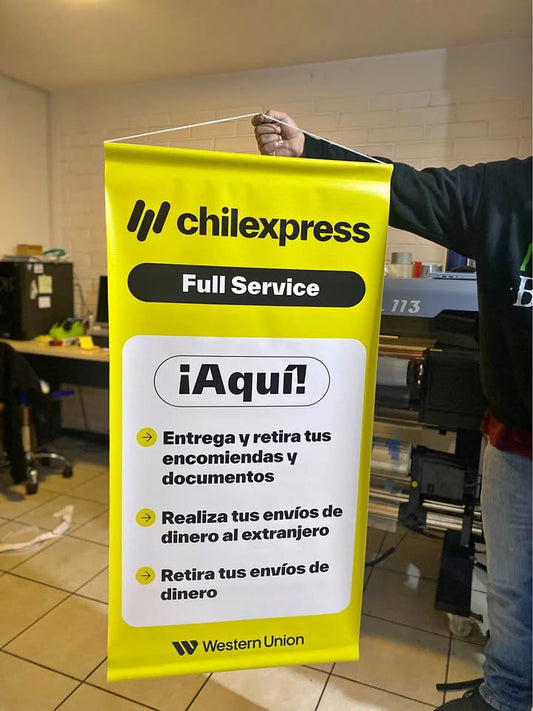 chilexpress
Full Service
¡Aquí!
Entrega y retira tus
encomiendas y
documentos
Realiza tus envíos de
dinero al extranjero
Retira tus envíos de
dinero
Western Union
113